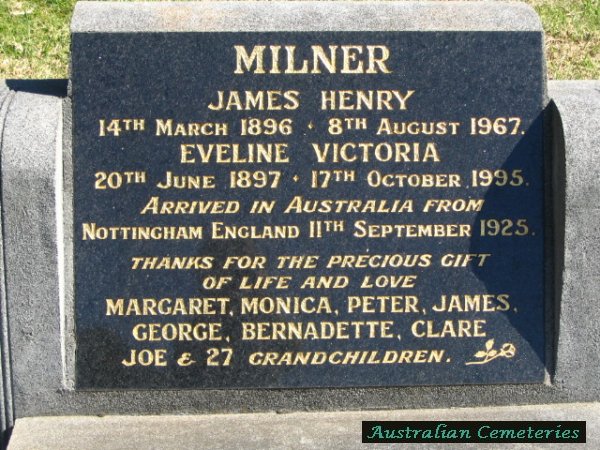 MILNER
JAMES HENRY
14TH MARCH 1896 · 8TH AUGUST 1967.
EVELINE VICTORIA
20TH JUNE 1897 · 17TH OCTOBER 1995.
ARRIVED IN AUSTRALIA FROM
NOTTINGHAM ENGLAND 11TH SEPTEMBER 1925.
THANKS FOR THE PRECIOUS GIFT
OF LIFE AND LOVE
MARGARET, MONICA, PETER, JAMES,
GEORGE, BERNADETTE, CLARE
JOE & 27 GRANDCHILDREN.
Australian Cemeteries